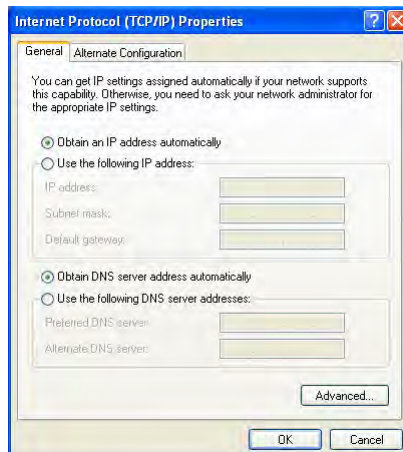 Internet Protocol (TCP/IP) Properties
General
Alternate Configuration
You can get IP settings assigned automatically if your network supports
this capability. Otherwise, you need to ask your network administrator for
the appropriate IP settings.
Obtain an IP address automatically
Use the following IP address:
IP address:
Subnet mask:
Default gateway:
Obtain DNS server address automatically
Use the following DNS server addresses:
Preferred DNS server:
Alternate DNS server:
Advanced...
OK
Cancel